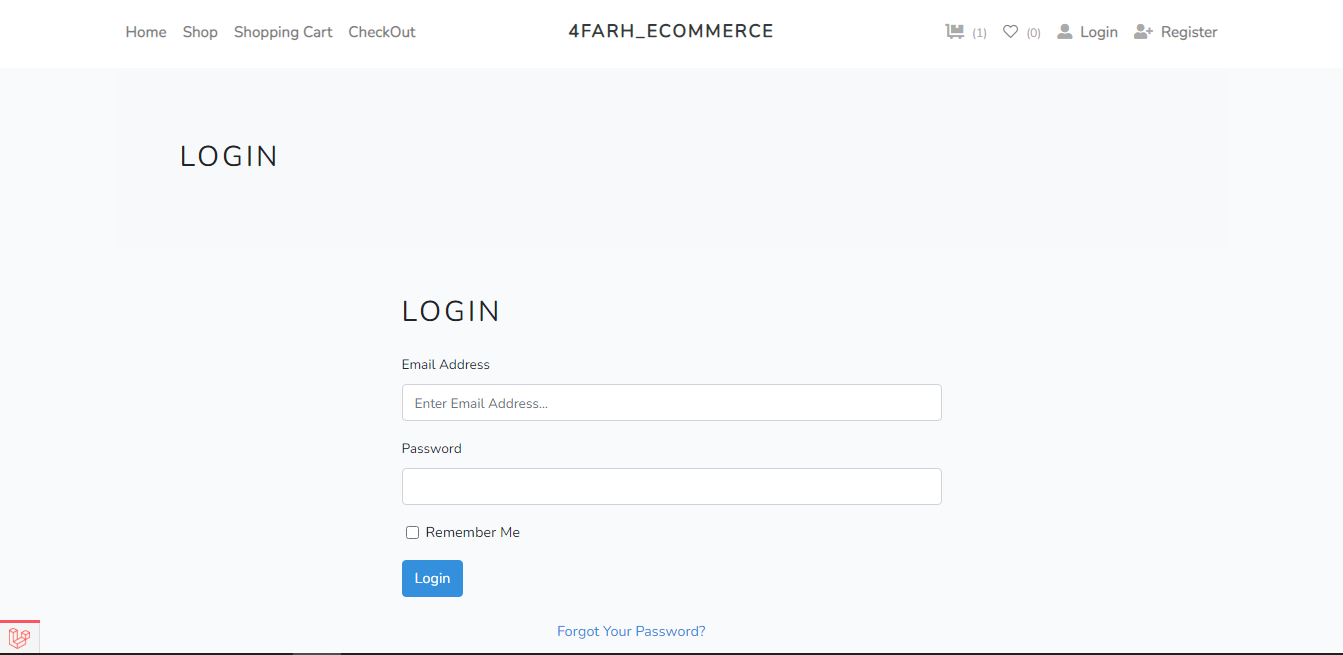 Home Shop Shopping Cart CheckOut 4FARH_ECOMMERCE (1) (0) Login Register
LOGIN
LOGIN
Email Address
Enter Email Address...
Password
Remember Me
Login
Forgot Your Password?